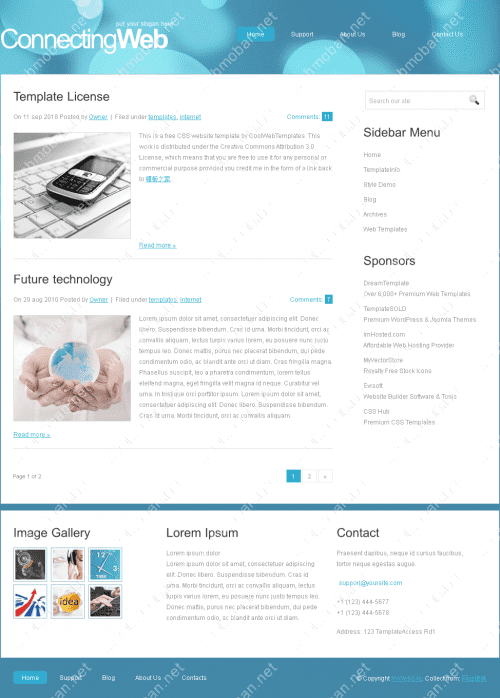 put your slogan here
ConnectingWeb
Home
Support
About Us
Blog
Contact Us
Template License
On 11 sep 2018 Posted by Owner | Filed under templates, internet
Comments: 11
This is a free CSS website template by CoolWebTemplates. This
work is distributed under the Creative Commons Attribution 3.0
License, which means that you are free to use it for any personal or
commercial purpose provided you credit me in the form of a link back
to 模板之家.
Read more »
Future technology
On 29 aug 2010 Posted by Owner | Filed under templates, internet
Comments: 7
Lorem ipsum dolor sit amet, consectetuer adipiscing elit. Donec
libero. Suspendisse bibendum. Cras id urna. Morbi tincidunt, orci ac
convallis aliquam, lectus turpis varius lorem, eu posuere nunc justo
tempus leo. Donec mattis, purus nec placerat bibendum, dui pede
condimentum odio, ac blandit ante orci ut diam. Cras fringilla magna.
Phasellus suscipit, leo a pharetra condimentum, lorem tellus
eleifend magna, eget fringilla velit magna id neque. Curabitur vel
urna. In tristique orci porttitor ipsum. Lorem ipsum dolor sit amet,
consectetuer adipiscing elit. Donec libero. Suspendisse bibendum. Cras
id urna. Morbi tincidunt, orci ac convallis aliquam.
Read more »
Page 1 of 2
1
2
»
Search our site
Sidebar Menu
Home
TemplateInfo
Style Demo
Blog
Archives
Web Templates
Sponsors
DreamTemplate
Over 6,000+ Premium Web Templates
TemplateSOLD
Premium WordPress & Joomla Themes
ImHosted.com
Affordable Web Hosting Provider
MyVectorStore
Royalty Free Stock Icons
Evrsoft
Website Builder Software & Tools
CSS Hub
Premium CSS Templates
Image Gallery
idea
Lorem Ipsum
Lorem ipsum dolor
Lorem ipsum dolor sit amet, consectetuer adipiscing
elit. Donec libero. Suspendisse bibendum. Cras id
urna. Morbi tincidunt, orci ac convallis aliquam, lectus
turpis varius lorem, eu posuere nunc justo tempus leo.
Donec mattis, purus nec placerat bibendum, dui pede
condimentum odio, ac blandit ante orci ut diam.
Contact
Praesent dapibus, neque id cursus faucibus,
tortor neque egestas augue.
support@yoursite.com
+1 (123) 444-5677
+1 (123) 444-5678
Address: 123 TemplateAccess Rd1
Home
Support
Blog
About Us
Contacts
© Copyright
Collect from